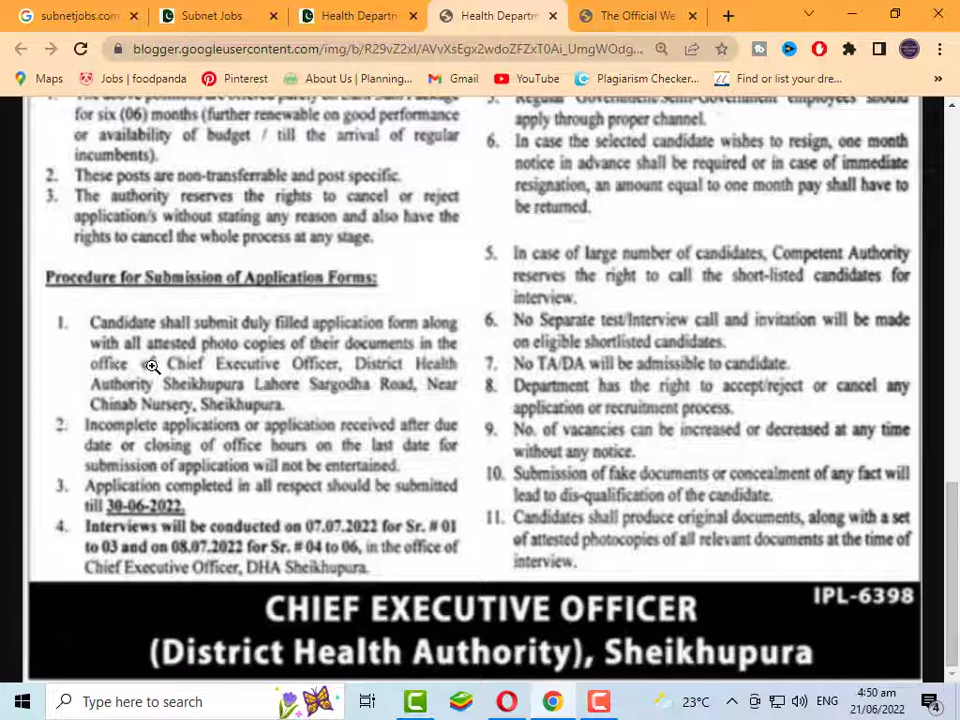 subnetjobs.com/
Subnet Jobs
Health Departm
Health Departm
The Official We
blogger.googleusercontent.com/img/b/R29vZ2xl/AVvXsEgx2wdoZFZxT0Ai_UmgWOdg...
Maps
Jobs | foodpanda
Pinterest
About Us | Planning...
Gmail
YouTube
Plagiarism Checker...
Find or list your dre...
for six (06) months (further renewable on good performance
or availability of budget / till the arrival of regular
incumbents).
2. These posts are non-transferrable and post specific.
3. The authority reserves the rights to cancel or reject
application/s without stating any reason and also have the
rights to cancel the whole process at any stage.
Procedure for Submission of Application Forms:
1. Candidate shall submit duly filled application form along
with all attested photo copies of their documents in the
office Chief Executive Officer, District Health
Authority Sheikhupura Lahore Sargodha Road, Near
Chinab Nursery, Sheikhupura.
2. Incomplete applications or application received after due
date or closing of office hours on the last date for
submission of application will not be entertained.
3. Application completed in all respect should be submitted
till 30-06-2022.
4. Interviews will be conducted on 07.07.2022 for Sr. # 01
to 03 and on 08.07.2022 for Sr. # 04 to 06, in the office of
Chief Executive Officer, DHA Sheikhupura.
Regular Government/Semi-Government employees should
apply through proper channel.
6. In case the selected candidate wishes to resign, one month
notice in advance shall be required or in case of immediate
resignation, an amount equal to one month pay shall have to
be returned.
5. In case of large number of candidates, Competent Authority
reserves the right to call the short-listed candidates for
interview.
6. No Separate test/Interview call and invitation will be made
on eligible shortlisted candidates.
7. No TA/DA will be admissible to candidate.
8. Department has the right to accept/reject or cancel any
application or recruitment process.
9. No. of vacancies can be increased or decreased at any time
without any notice.
10. Submission of fake documents or concealment of any fact will
lead to dis-qualification of the candidate.
11. Candidates shall produce original documents, along with a set
of attested photocopies of all relevant documents at the time of
interview.
IPL-6398
CHIEF EXECUTIVE OFFICER
(District Health Authority), Sheikhupura
Type here to search
23°C
ENG
4:50 am
21/06/2022
4